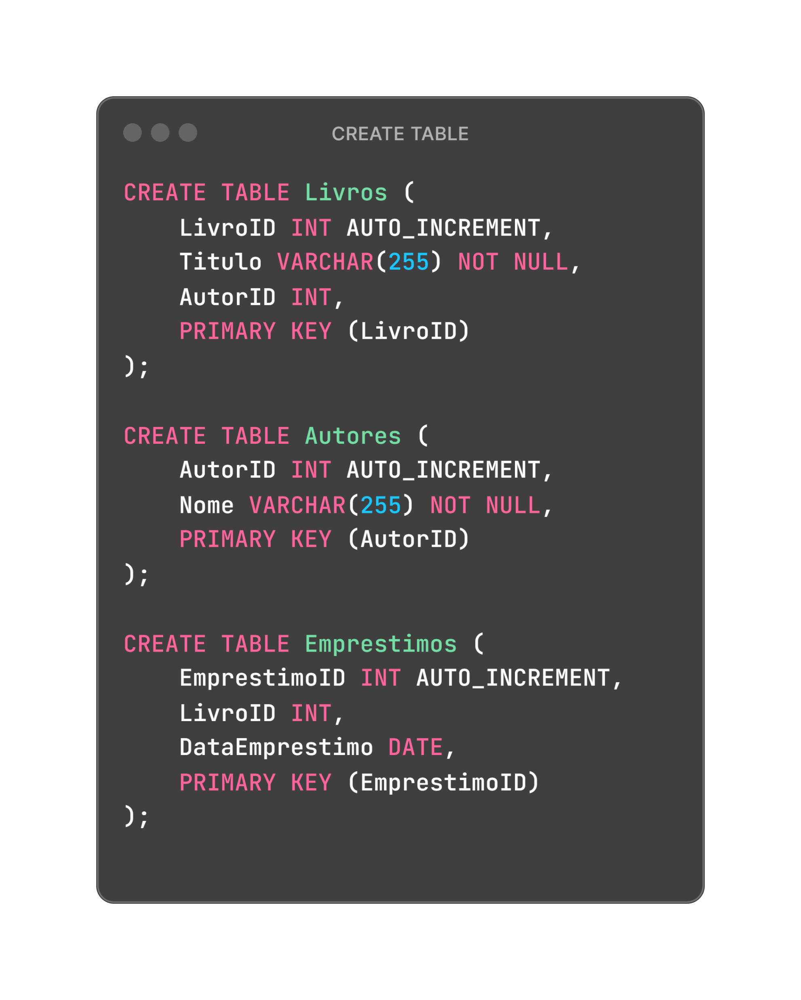 CREATE TABLE
CREATE TABLE Livros (
LivroID INT AUTO_INCREMENT,
Titulo VARCHAR(255) NOT NULL,
AutorID INT,
PRIMARY KEY (LivroID)
);
CREATE TABLE Autores (
AutorID INT AUTO_INCREMENT,
Nome VARCHAR(255) NOT NULL,
PRIMARY KEY (AutorID)
);
CREATE TABLE Emprestimos (
EmprestimoID INT AUTO_INCREMENT,
LivroID INT,
DataEmprestimo DATE,
PRIMARY KEY (EmprestimoID)
);